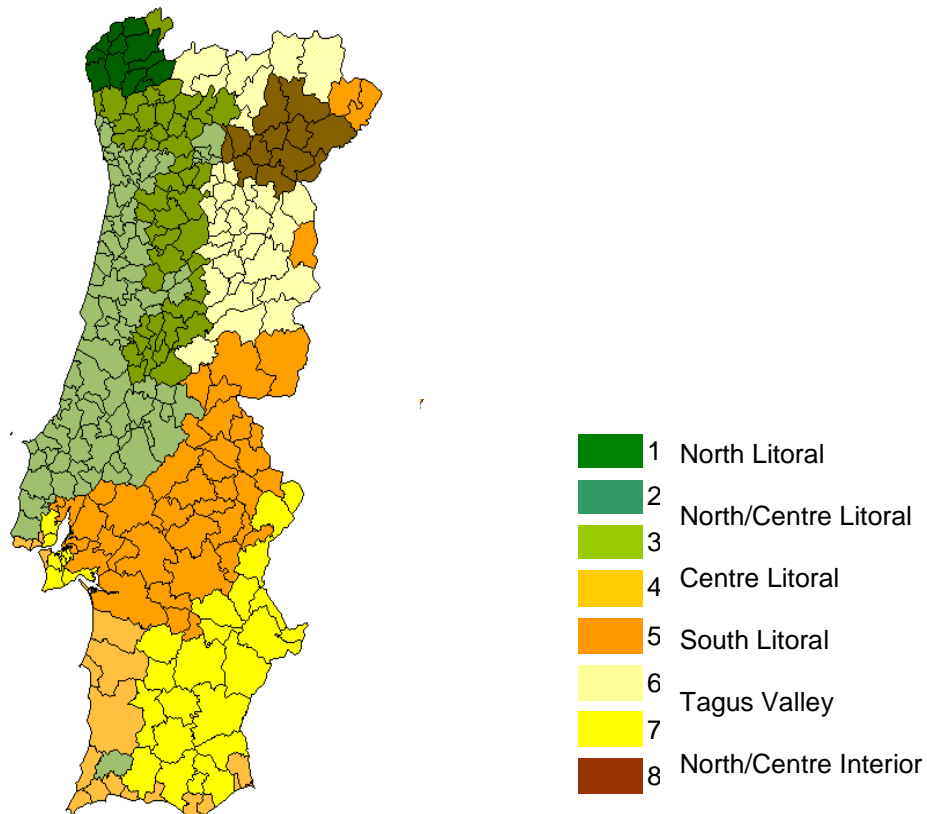 1 North Litoral
2
North/Centre Litoral
3
4 Centre Litoral
5 South Litoral
6
Tagus Valley
7
8 North/Centre Interior